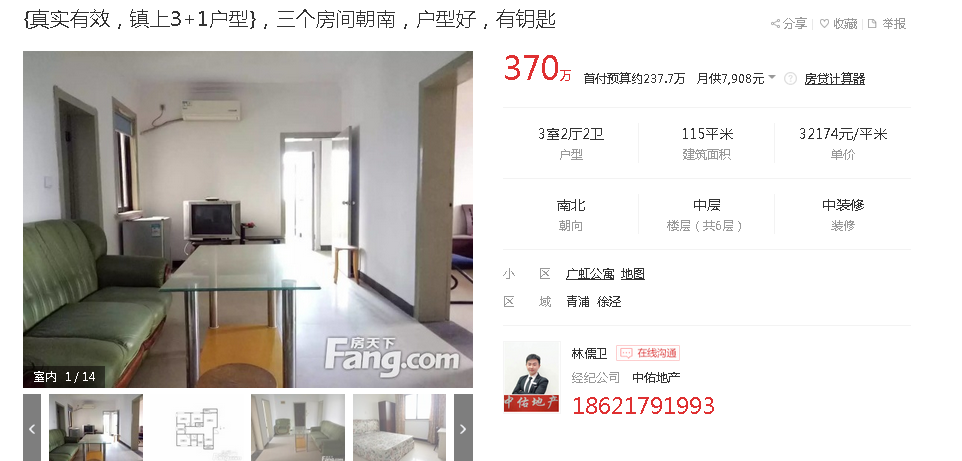 {真实有效，镇上3+1户型}，三个房间朝南，户型好，有钥匙
分享 收藏 举报
370万 首付预算约237.7万 月供7,908元 ? 房贷计算器
3室2厅2卫 115平米 32174元/平米
户型 建筑面积 单价
南北 中层 中装修
朝向 楼层（共6层） 装修
小 区 广虹公寓 地图
区 域 青浦 徐泾
房天下
Fang.com
室内 1 / 14
林儒卫 在线沟通
经纪公司 中佑地产
18621791993
中佑地产